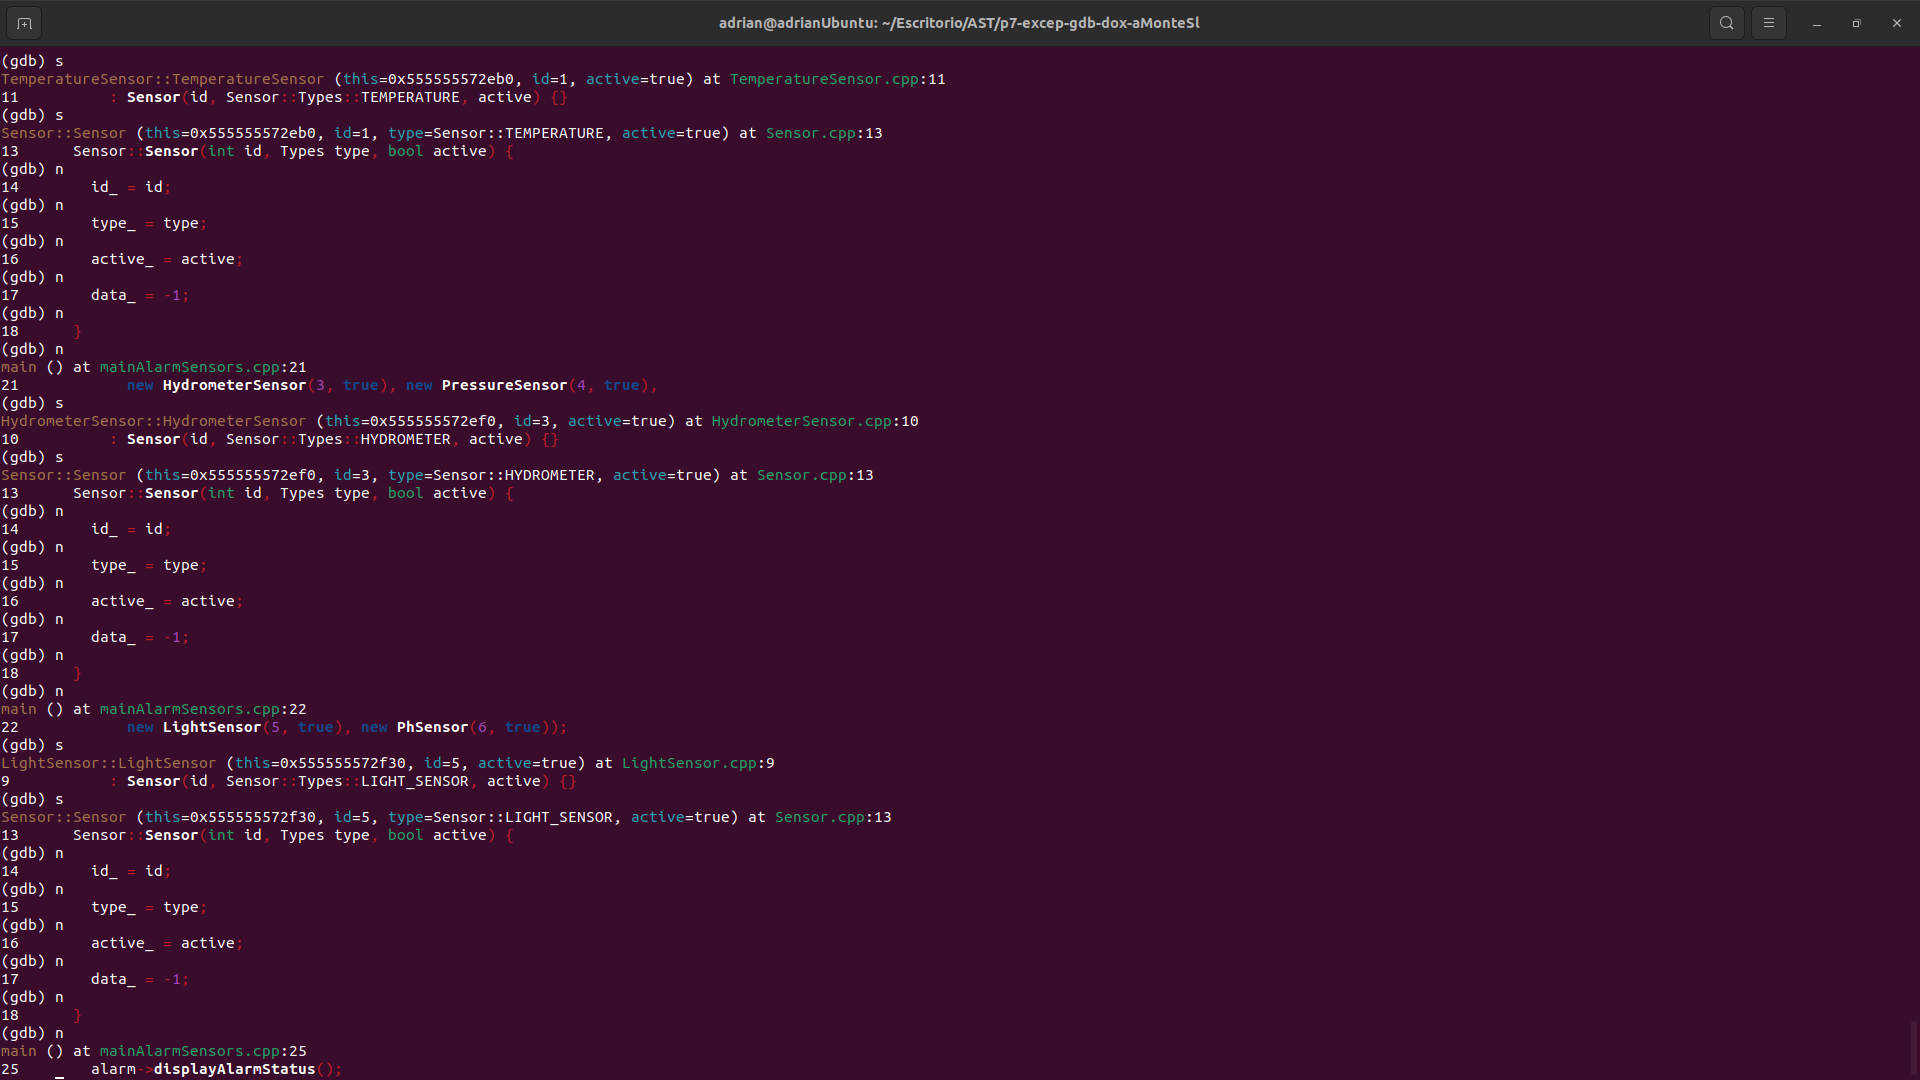 adrian@adrianUbuntu: ~/Escritorio/AST/p7-excep-gdb-dox-aMonteSl
(gdb) s
TemperatureSensor::TemperatureSensor (this=0x555555572eb0, id=1, active=true) at TemperatureSensor.cpp:11
11          : Sensor(id, Sensor::Types::TEMPERATURE, active) {}
(gdb) s
Sensor::Sensor (this=0x555555572eb0, id=1, type=Sensor::TEMPERATURE, active=true) at Sensor.cpp:13
13      Sensor::Sensor(int id, Types type, bool active) {
(gdb) n
14        id_ = id;
(gdb) n
15        type_ = type;
(gdb) n
16        active_ = active;
(gdb) n
17        data_ = -1;
(gdb) n
18      }
(gdb) n
main () at mainAlarmSensors.cpp:21
21            new HydrometerSensor(3, true), new PressureSensor(4, true),
(gdb) s
HydrometerSensor::HydrometerSensor (this=0x555555572ef0, id=3, active=true) at HydrometerSensor.cpp:10
10          : Sensor(id, Sensor::Types::HYDROMETER, active) {}
(gdb) s
Sensor::Sensor (this=0x555555572ef0, id=3, type=Sensor::HYDROMETER, active=true) at Sensor.cpp:13
13      Sensor::Sensor(int id, Types type, bool active) {
(gdb) n
14        id_ = id;
(gdb) n
15        type_ = type;
(gdb) n
16        active_ = active;
(gdb) n
17        data_ = -1;
(gdb) n
18      }
(gdb) n
main () at mainAlarmSensors.cpp:22
22            new LightSensor(5, true), new PhSensor(6, true));
(gdb) s
LightSensor::LightSensor (this=0x555555572f30, id=5, active=true) at LightSensor.cpp:9
9           : Sensor(id, Sensor::Types::LIGHT_SENSOR, active) {}
(gdb) s
Sensor::Sensor (this=0x555555572f30, id=5, type=Sensor::LIGHT_SENSOR, active=true) at Sensor.cpp:13
13      Sensor::Sensor(int id, Types type, bool active) {
(gdb) n
14        id_ = id;
(gdb) n
15        type_ = type;
(gdb) n
16        active_ = active;
(gdb) n
17        data_ = -1;
(gdb) n
18      }
(gdb) n
main () at mainAlarmSensors.cpp:25
25        alarm->displayAlarmStatus();